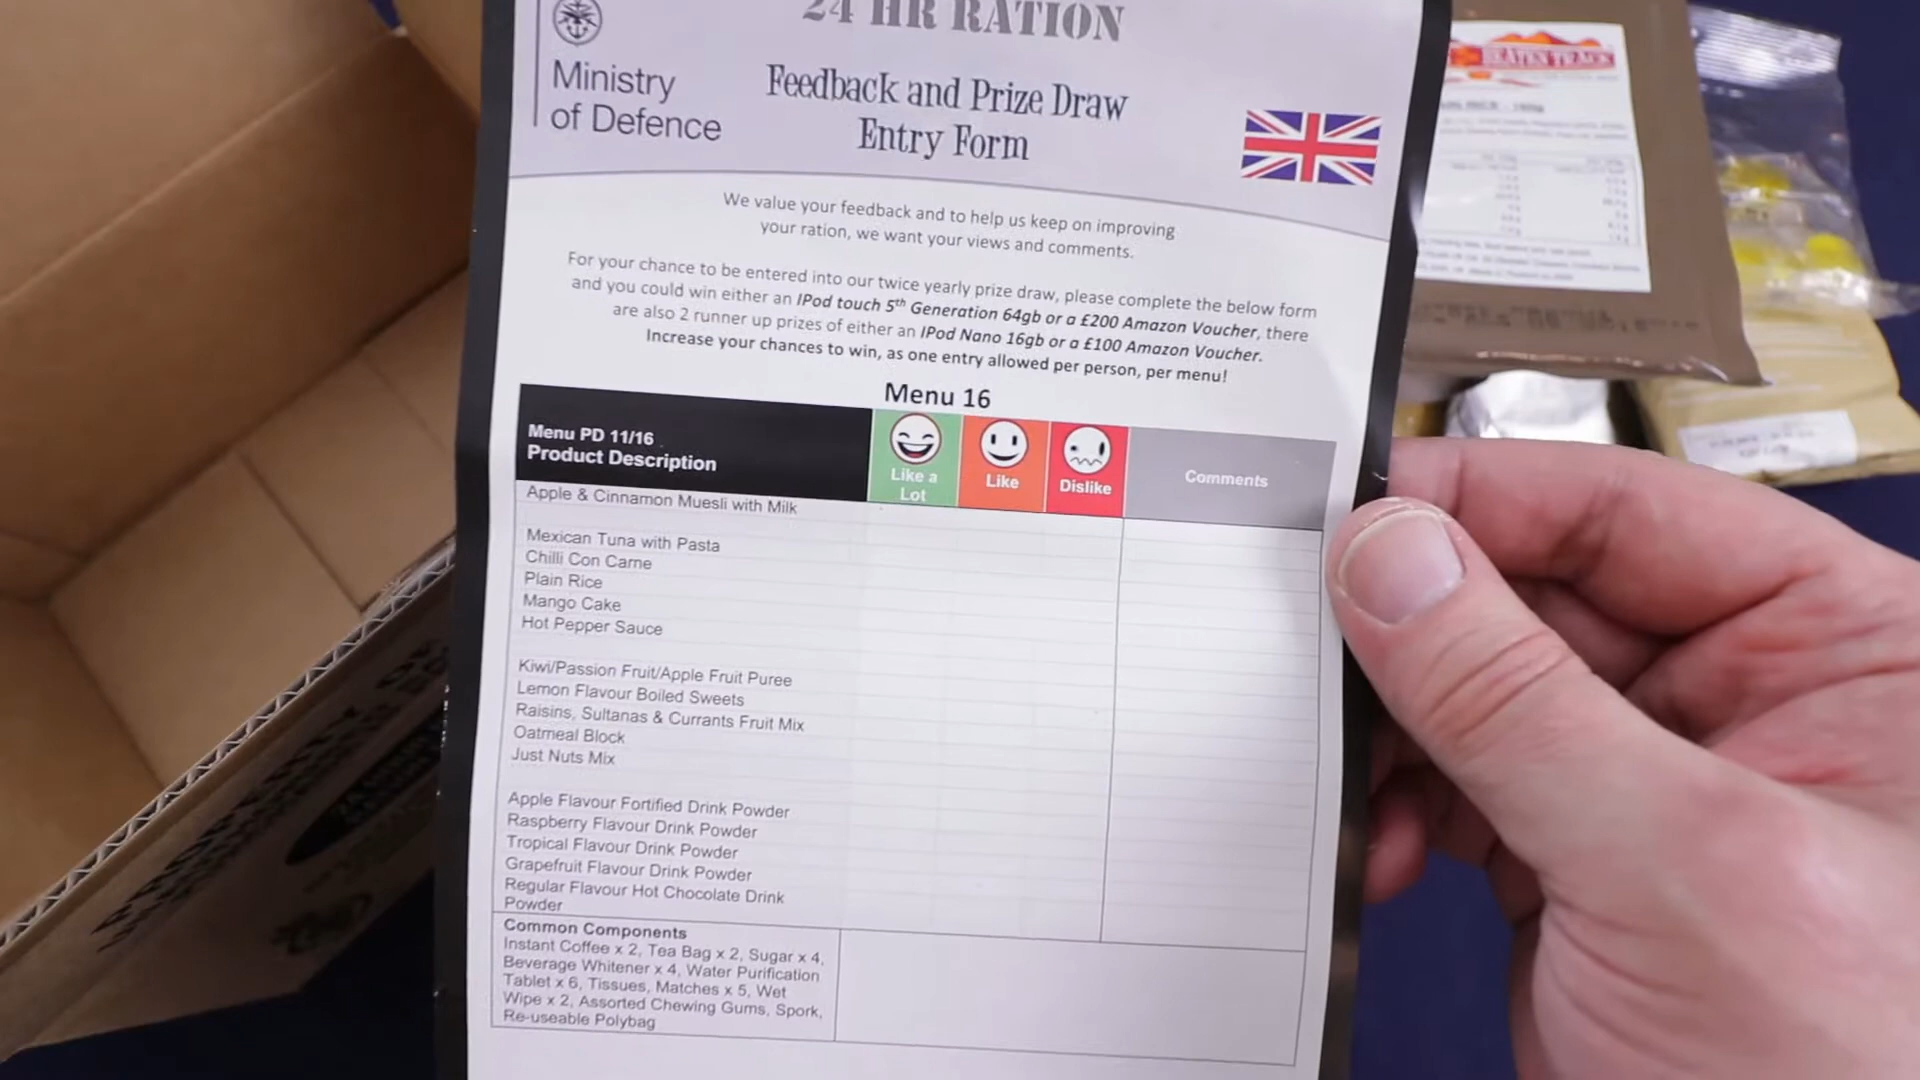 24 HR RATION
Ministry
of Defence
Feedback and Prize Draw
Entry Form
We value your feedback and to help us keep on improving
your ration, we want your views and comments.
For your chance to be entered into our twice yearly prize draw, please complete the below form
and you could win either an IPod touch 5th Generation 64gb or a £200 Amazon Voucher, there
are also 2 runner up prizes of either an IPod Nano 16gb or a £100 Amazon Voucher.
Increase your chances to win, as one entry allowed per person, per menu!
Menu 16
Menu PD 11/16
Product Description
Like a
Lot
Like
Dislike
Comments
Apple & Cinnamon Muesli with Milk
Mexican Tuna with Pasta
Chilli Con Carne
Plain Rice
Mango Cake
Hot Pepper Sauce
Kiwi/Passion Fruit/Apple Fruit Puree
Lemon Flavour Boiled Sweets
Raisins, Sultanas & Currants Fruit Mix
Oatmeal Block
Just Nuts Mix
Apple Flavour Fortified Drink Powder
Raspberry Flavour Drink Powder
Tropical Flavour Drink Powder
Grapefruit Flavour Drink Powder
Regular Flavour Hot Chocolate Drink
Powder
Common Components
Instant Coffee x 2, Tea Bag x 2, Sugar x 4,
Beverage Whitener x 4, Water Purification
Tablet x 6, Tissues, Matches x 5, Wet
Wipe x 2, Assorted Chewing Gums, Spork,
Re-useable Polybag
BEATEN TRACK